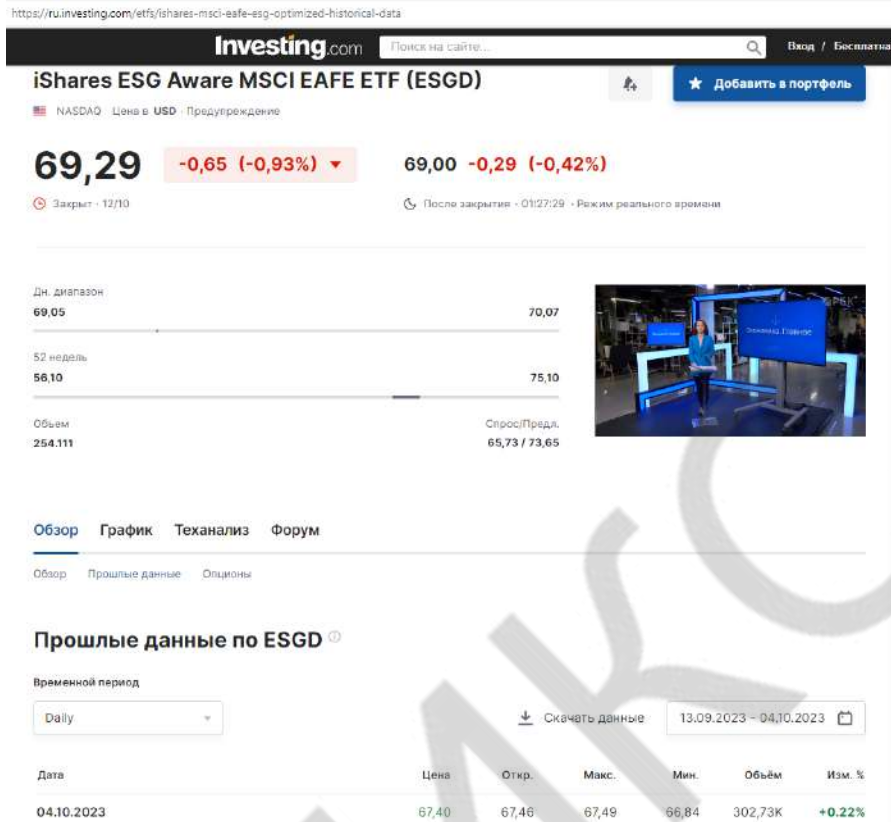 https://ru.investing.com/etfs/ishares-msci-eafe-esg-optimized-historical-data
Investing.com Поиск на сайте... Вход / Бесплатна
iShares ESG Aware MSCI EAFE ETF (ESGD)
Добавить в портфель
NASDAQ · Цена в USD · Предупреждение
69,29 -0,65 (-0,93%) 69,00 -0,29 (-0,42%)
Закрыт · 12/10 После закрытия · 01:27:29 · Режим реального времени
Дн. диапазон
69,05 70,07
52 недель
56,10 75,10
Объем Спрос/Предл.
254.111 65,73 / 73,65
РБК
Главное
Обзор График Теханализ Форум
Обзор Прошлые данные Опционы
Прошлые данные по ESGD
Временной период
Daily Скачать данные 13.09.2023 - 04.10.2023
Дата Цена Откр. Макс. Мин. Объём Изм. %
04.10.2023 67,40 67,46 67,49 66,84 302,73K +0.22%